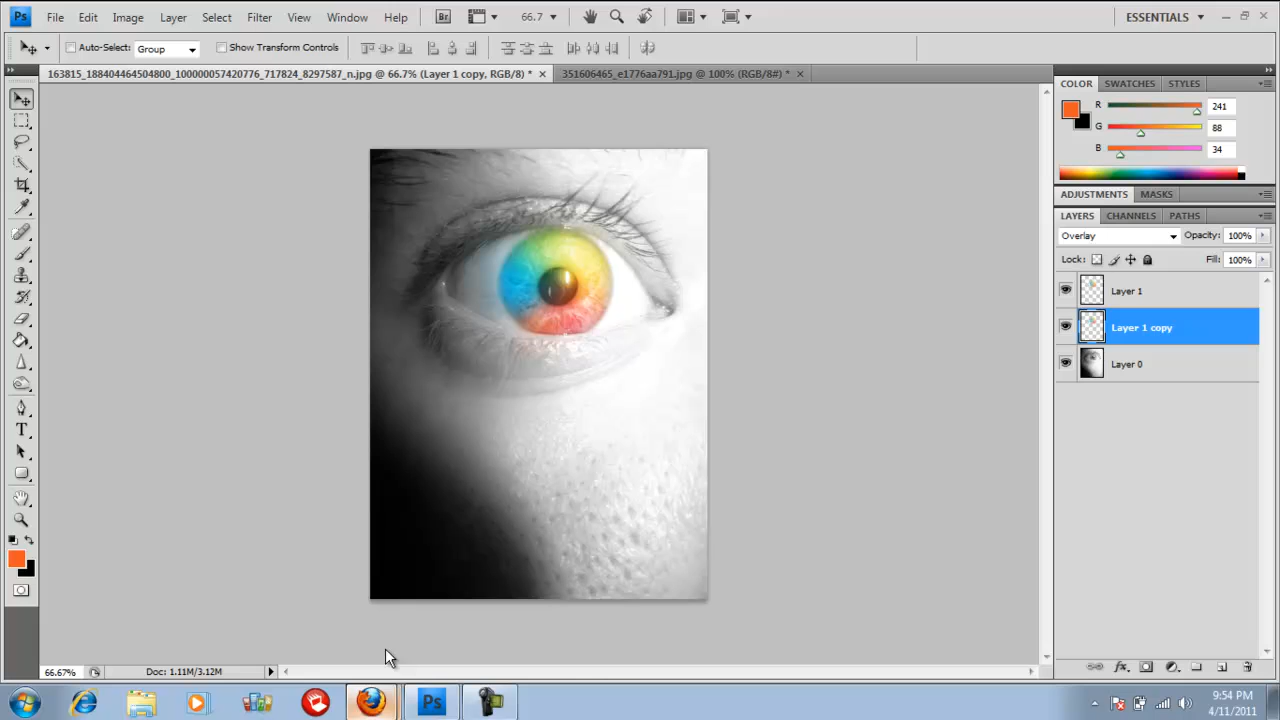 Ps File Edit Image Layer Select Filter View Window Help Br 66.7 ESSENTIALS
Auto-Select: Group Show Transform Controls
163815_188404464504800_100000057420776_717824_8297587_n.jpg @ 66.7% (Layer 1 copy, RGB/8) * 351606465_e1776aa791.jpg @ 100% (RGB/8#) *
COLOR SWATCHES STYLES
R 241
G 88
B 34
ADJUSTMENTS MASKS
LAYERS CHANNELS PATHS
Overlay Opacity: 100%
Lock: Fill: 100%
Layer 1
Layer 1 copy
Layer 0
T
66.67% Doc: 1.11M/3.12M
fx
Ps
9:54 PM
4/11/2011